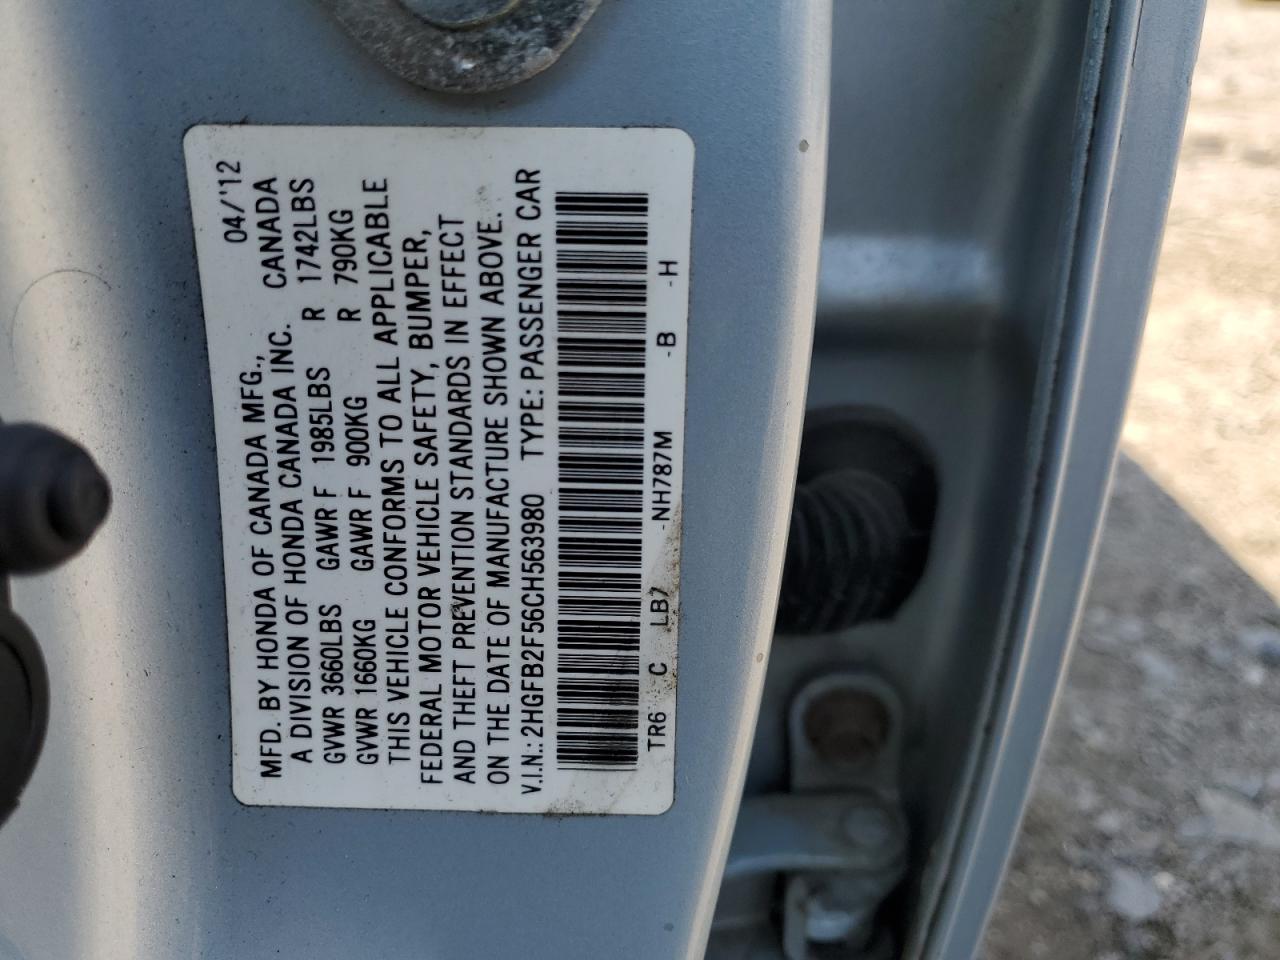 MFD. BY HONDA OF CANADA MFG., 04/'12
A DIVISION OF HONDA CANADA INC. CANADA
GVWR 3660LBS GAWR F 1985LBS R 1742LBS
GVWR 1660KG GAWR F 900KG R 790KG
THIS VEHICLE CONFORMS TO ALL APPLICABLE
FEDERAL MOTOR VEHICLE SAFETY, BUMPER,
AND THEFT PREVENTION STANDARDS IN EFFECT
ON THE DATE OF MANUFACTURE SHOWN ABOVE.
V.I.N.: 2HGFB2F56CH563980 TYPE: PASSENGER CAR
TR6 C LB7 -NH787M -B -H